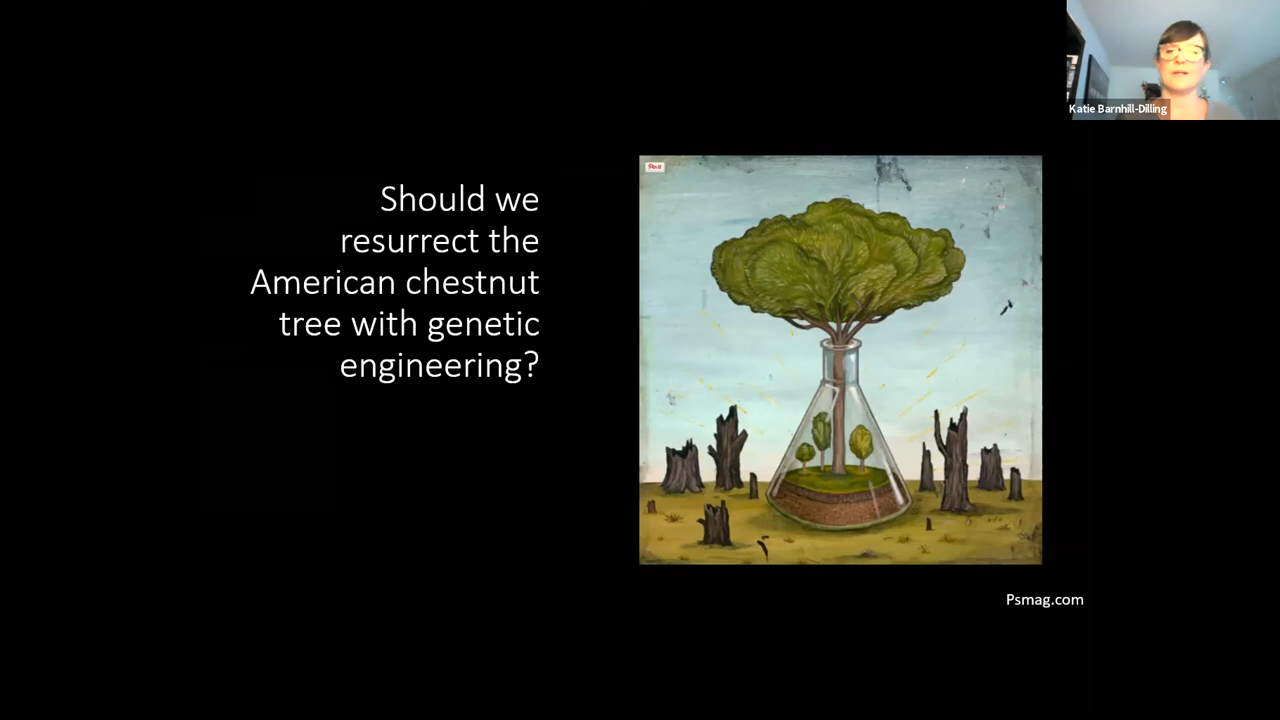 Katie Barnhill-Dilling
Should we
resurrect the
American chestnut
tree with genetic
engineering?
Psmag.com